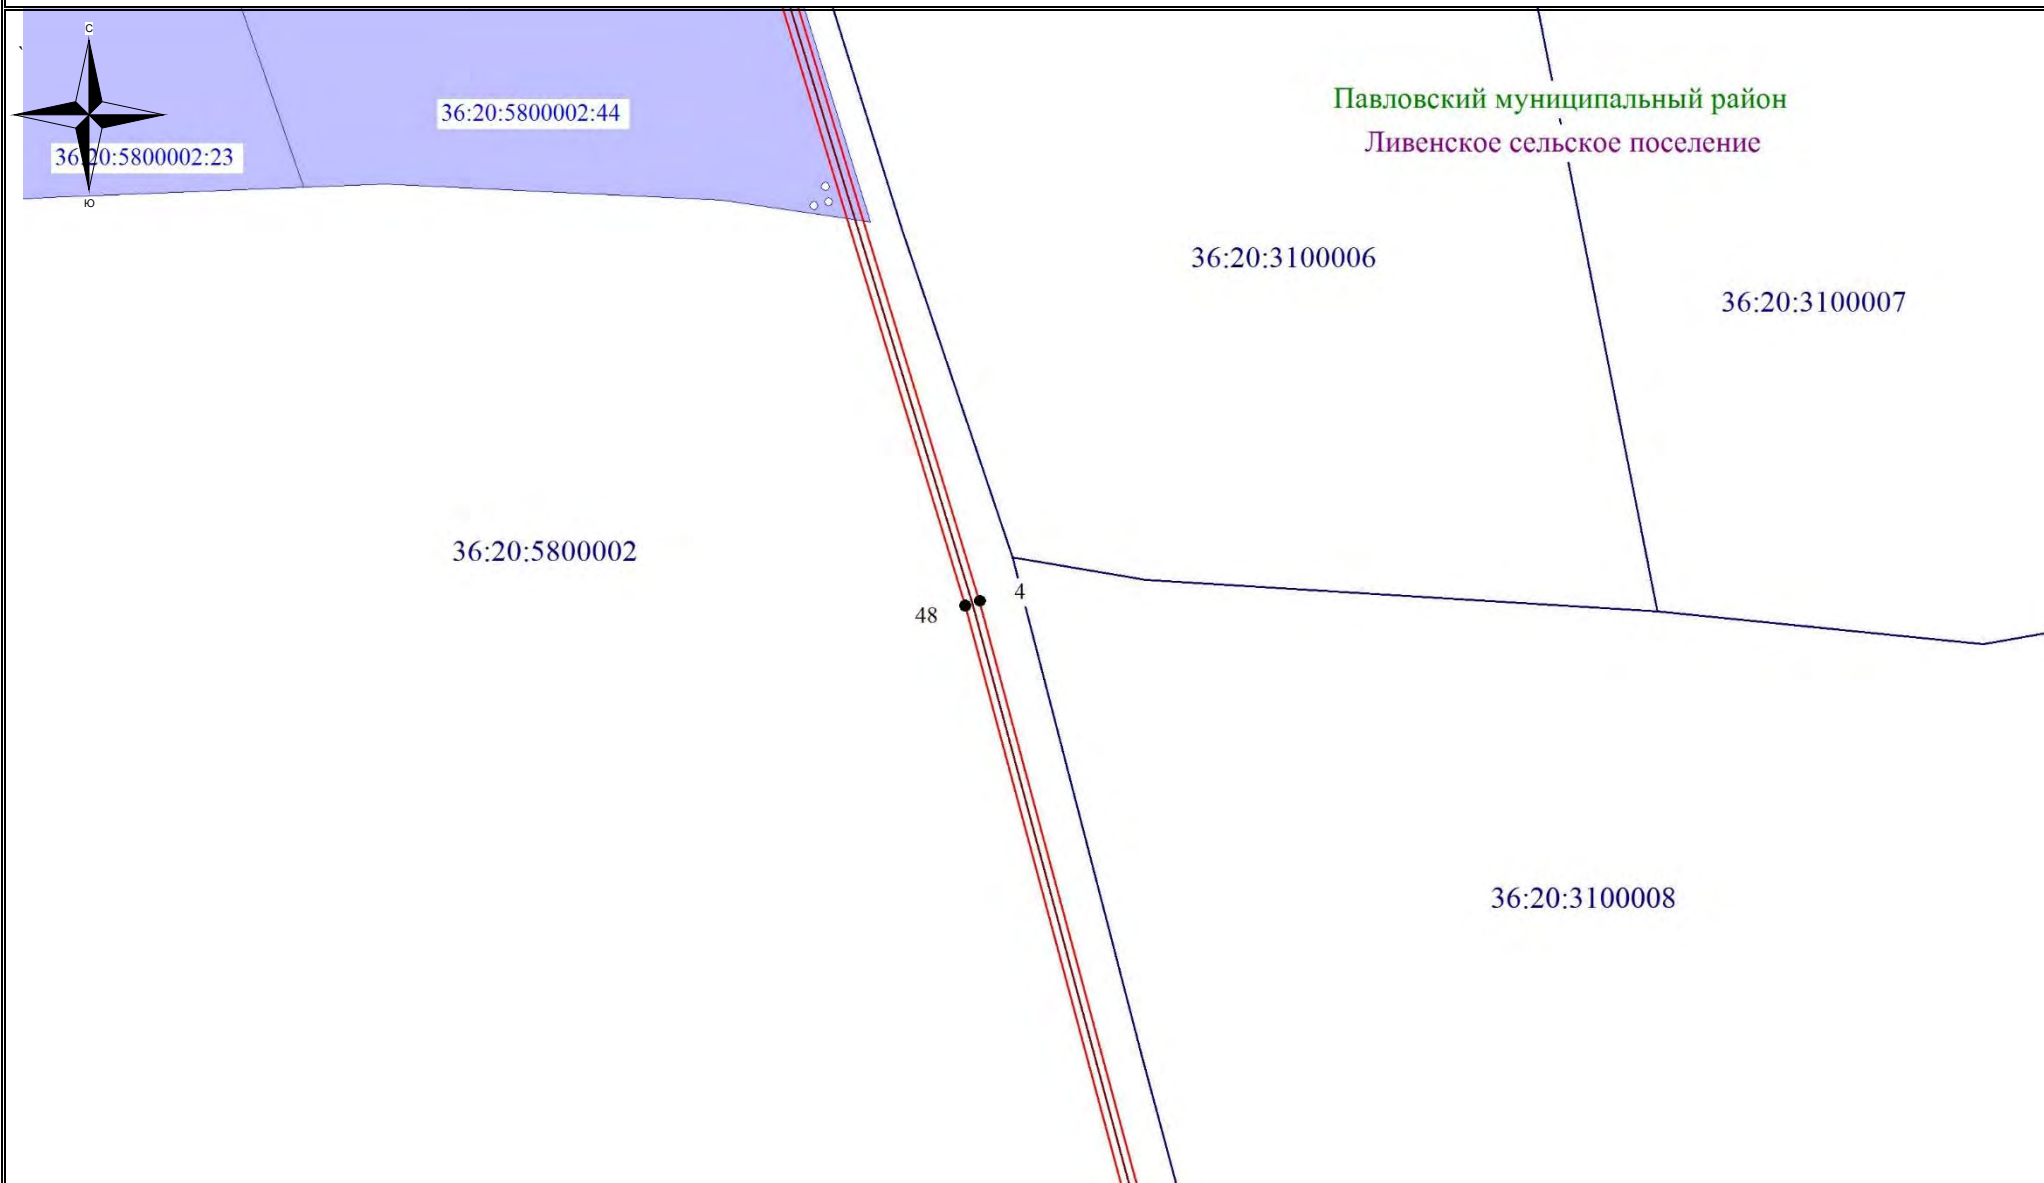 С
Павловский муниципальный район
36:20:5800002:44
Ливенское сельское поселение
36:20:5800002:23
Ю
36:20:3100006
36:20:3100007
36:20:5800002
4
48
36:20:3100008